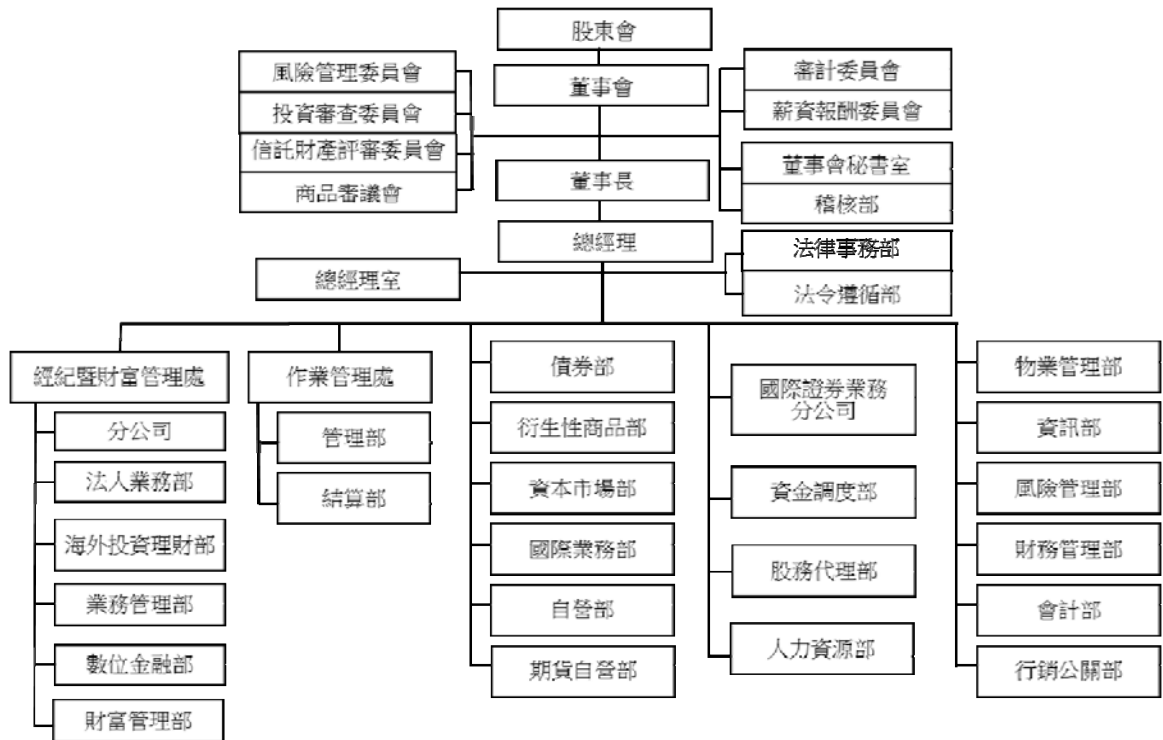 股東會
董事會
風險管理委員會
投資審查委員會
信託財產評審委員會
商品審議會
審計委員會
薪資報酬委員會
董事會秘書室
稽核部
董事長
總經理
總經理室
法律事務部
法令遵循部
經紀暨財富管理處
分公司
法人業務部
海外投資理財部
業務管理部
數位金融部
財富管理部
作業管理處
管理部
結算部
債券部
衍生性商品部
資本市場部
國際業務部
自營部
期貨自營部
國際證券業務
分公司
資金調度部
股務代理部
人力資源部
物業管理部
資訊部
風險管理部
財務管理部
會計部
行銷公關部